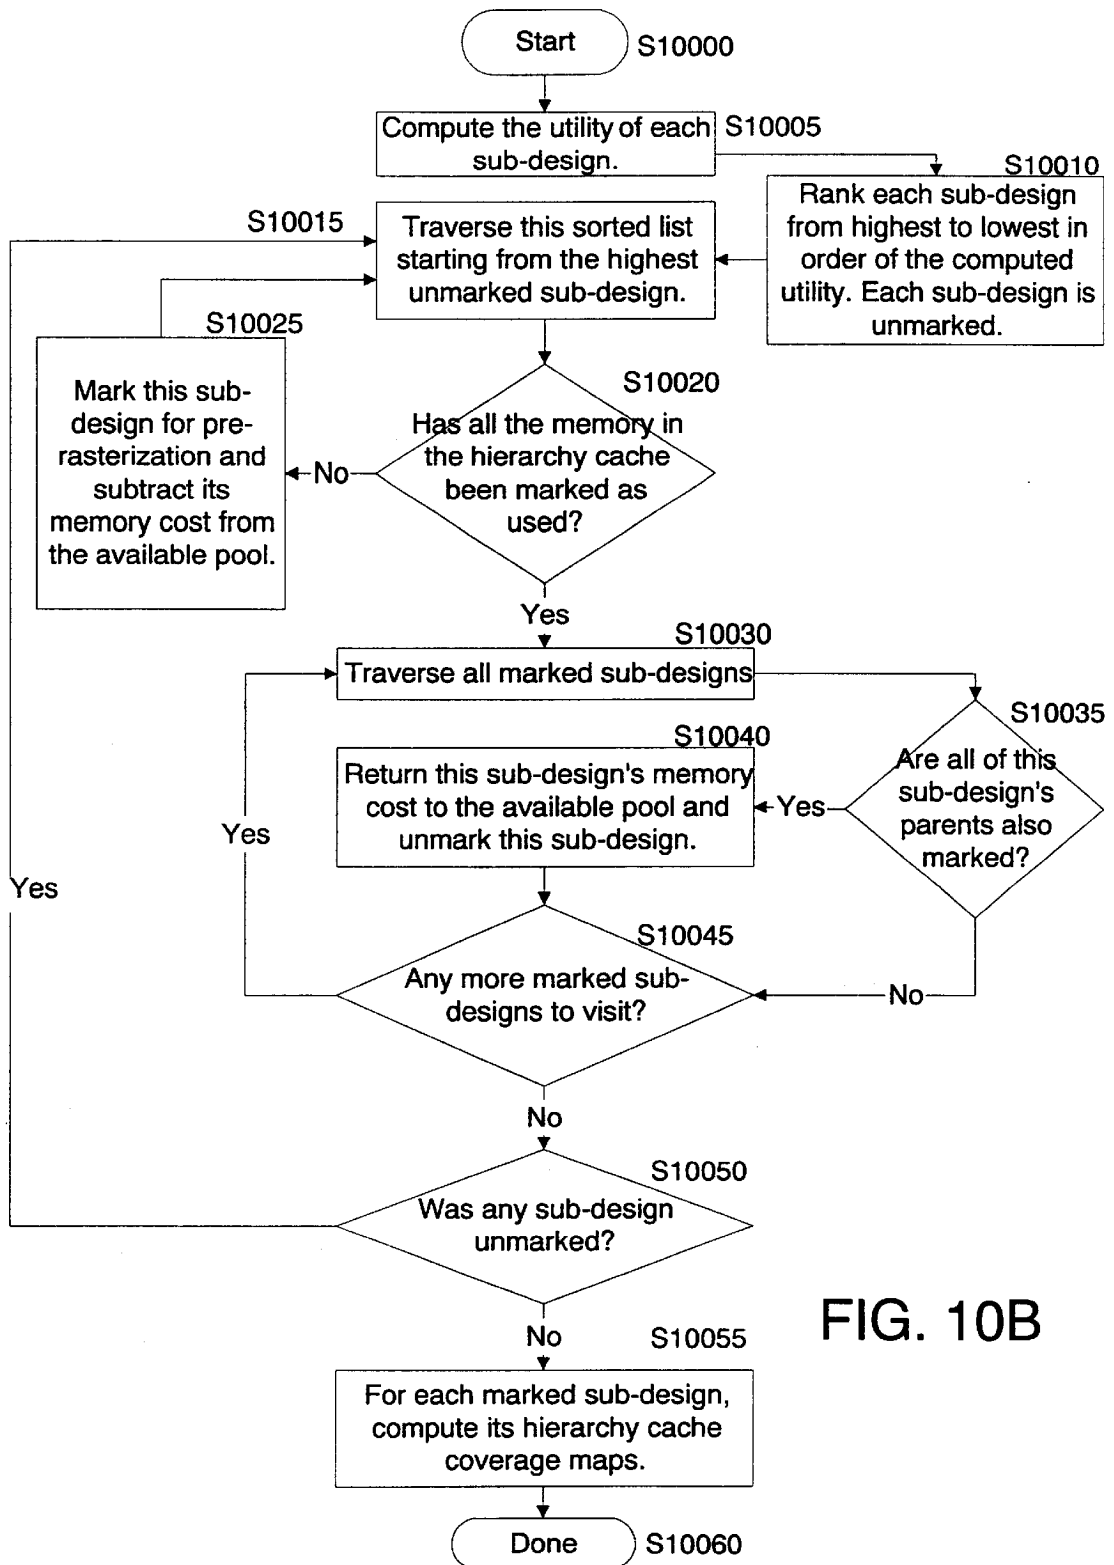 Start
S10000
Compute the utility of each
sub-design.
S10005
S10010
Rank each sub-design
from highest to lowest in
order of the computed
utility. Each sub-design is
unmarked.
S10015
Traverse this sorted list
starting from the highest
unmarked sub-design.
S10025
Mark this sub-
design for pre-
rasterization and
subtract its
memory cost from
the available pool.
S10020
Has all the memory in
the hierarchy cache
been marked as
used?
No
Yes
S10030
Traverse all marked sub-designs
S10035
Are all of this
sub-design's
parents also
marked?
Yes
S10040
Return this sub-design's memory
cost to the available pool and
unmark this sub-design.
Yes
Yes
S10045
Any more marked sub-
designs to visit?
No
No
S10050
Was any sub-design
unmarked?
No
S10055
For each marked sub-design,
compute its hierarchy cache
coverage maps.
Done
S10060
FIG. 10B